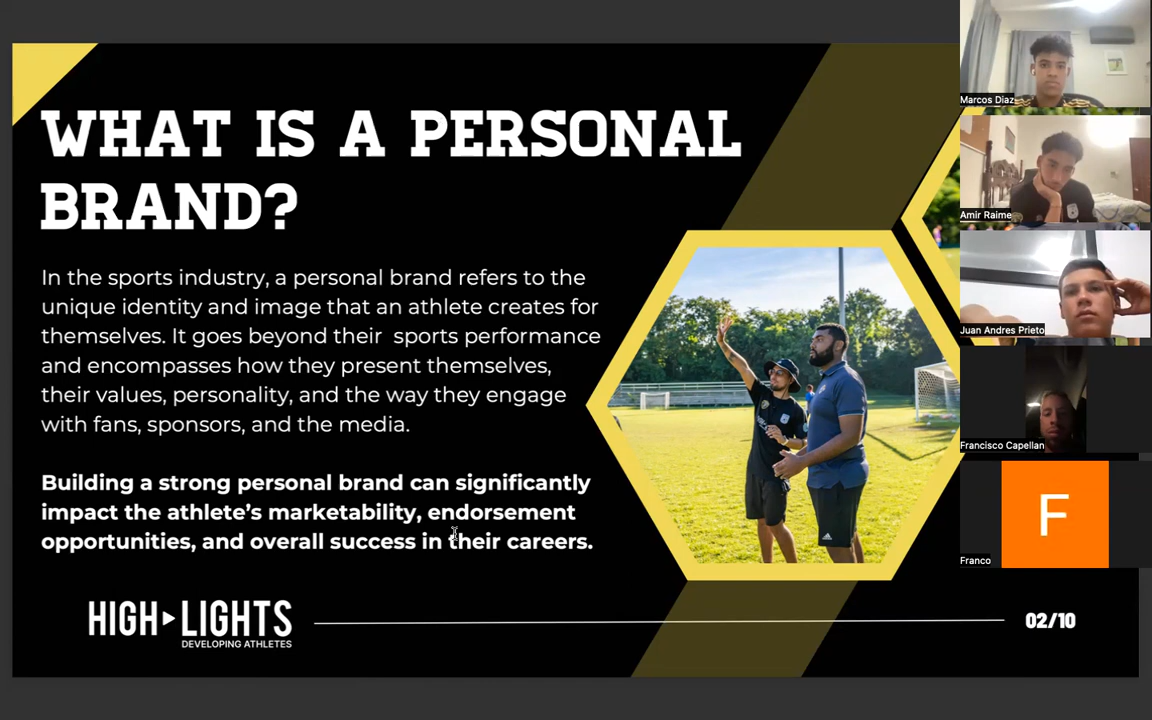 WHAT IS A PERSONAL
BRAND?
In the sports industry, a personal brand refers to the
unique identity and image that an athlete creates for
themselves. It goes beyond their sports performance
and encompasses how they present themselves,
their values, personality, and the way they engage
with fans, sponsors, and the media.
Building a strong personal brand can significantly
impact the athlete’s marketability, endorsement
opportunities, and overall success in their careers.
HIGH LIGHTS
DEVELOPING ATHLETES
02/10
Marcos Diaz
Amir Raime
Juan Andres Prieto
Francisco Capellan
F
Franco